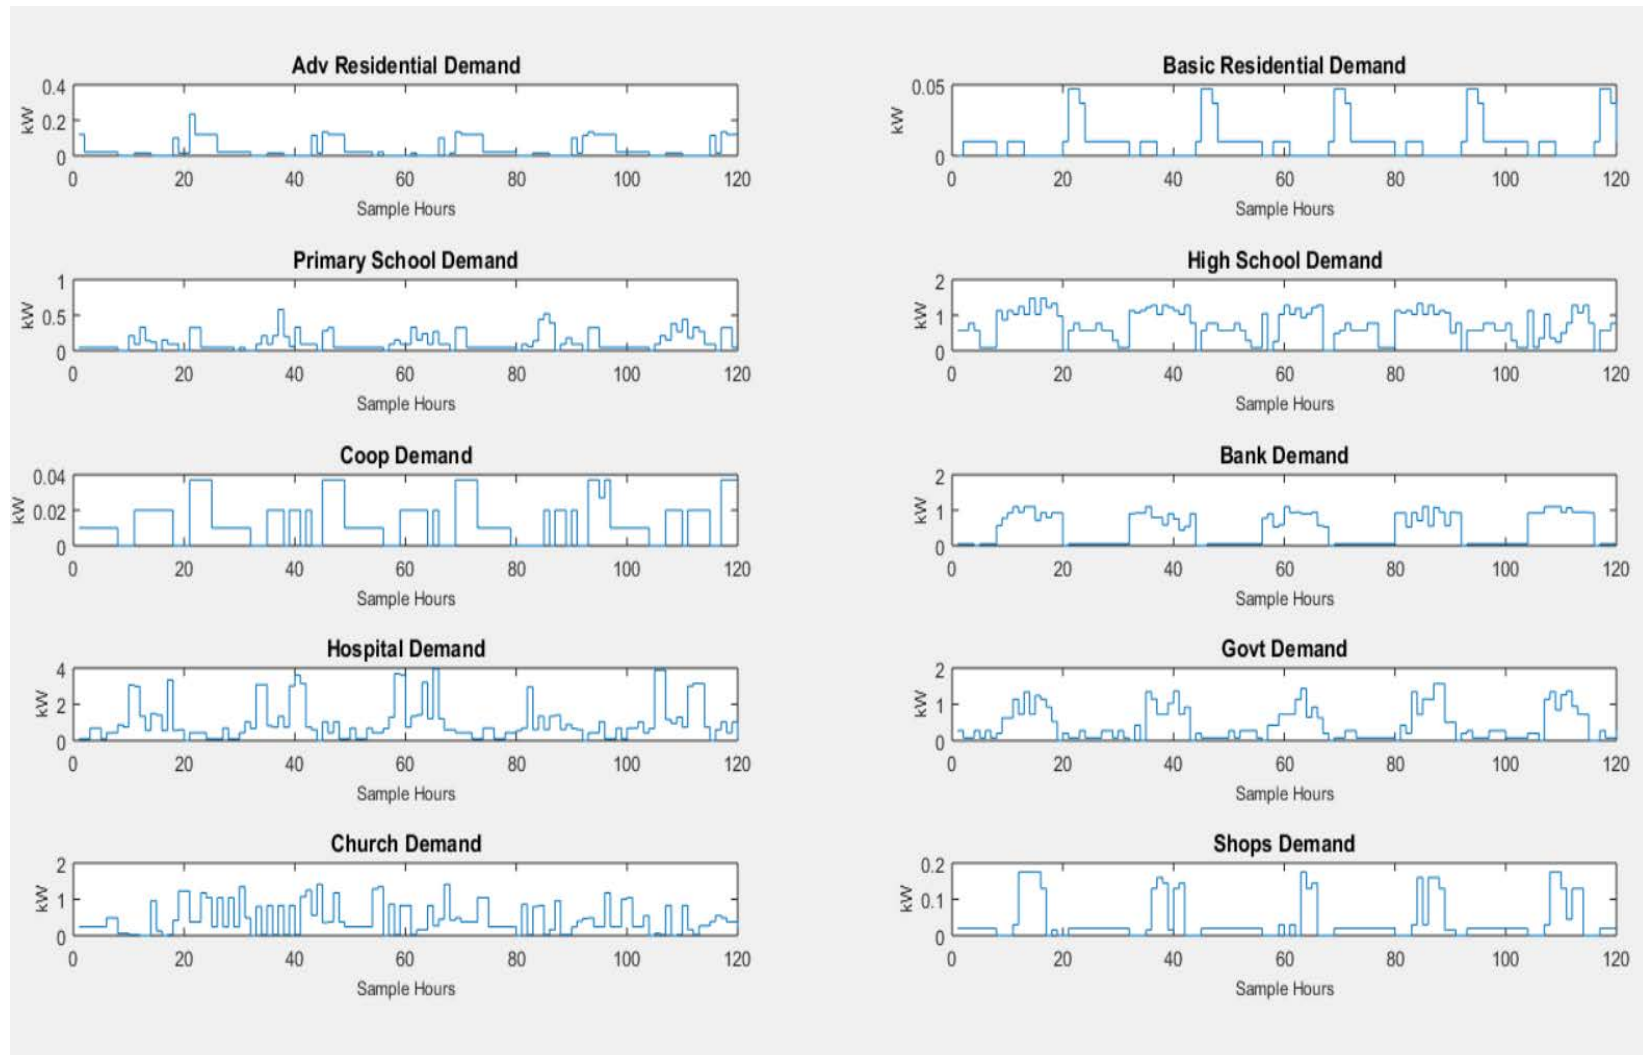 Adv Residential Demand
0.4
0.2
0
kW
0 20 40 60 80 100 120
Sample Hours
Basic Residential Demand
0.05
0
kW
0 20 40 60 80 100 120
Sample Hours
Primary School Demand
1
0.5
0
kW
0 20 40 60 80 100 120
Sample Hours
High School Demand
2
1
0
kW
0 20 40 60 80 100 120
Sample Hours
Coop Demand
0.04
0.02
0
kW
0 20 40 60 80 100 120
Sample Hours
Bank Demand
2
1
0
kW
0 20 40 60 80 100 120
Sample Hours
Hospital Demand
4
2
0
kW
0 20 40 60 80 100 120
Sample Hours
Govt Demand
2
1
0
kW
0 20 40 60 80 100 120
Sample Hours
Church Demand
2
1
0
kW
0 20 40 60 80 100 120
Sample Hours
Shops Demand
0.2
0.1
0
kW
0 20 40 60 80 100 120
Sample Hours